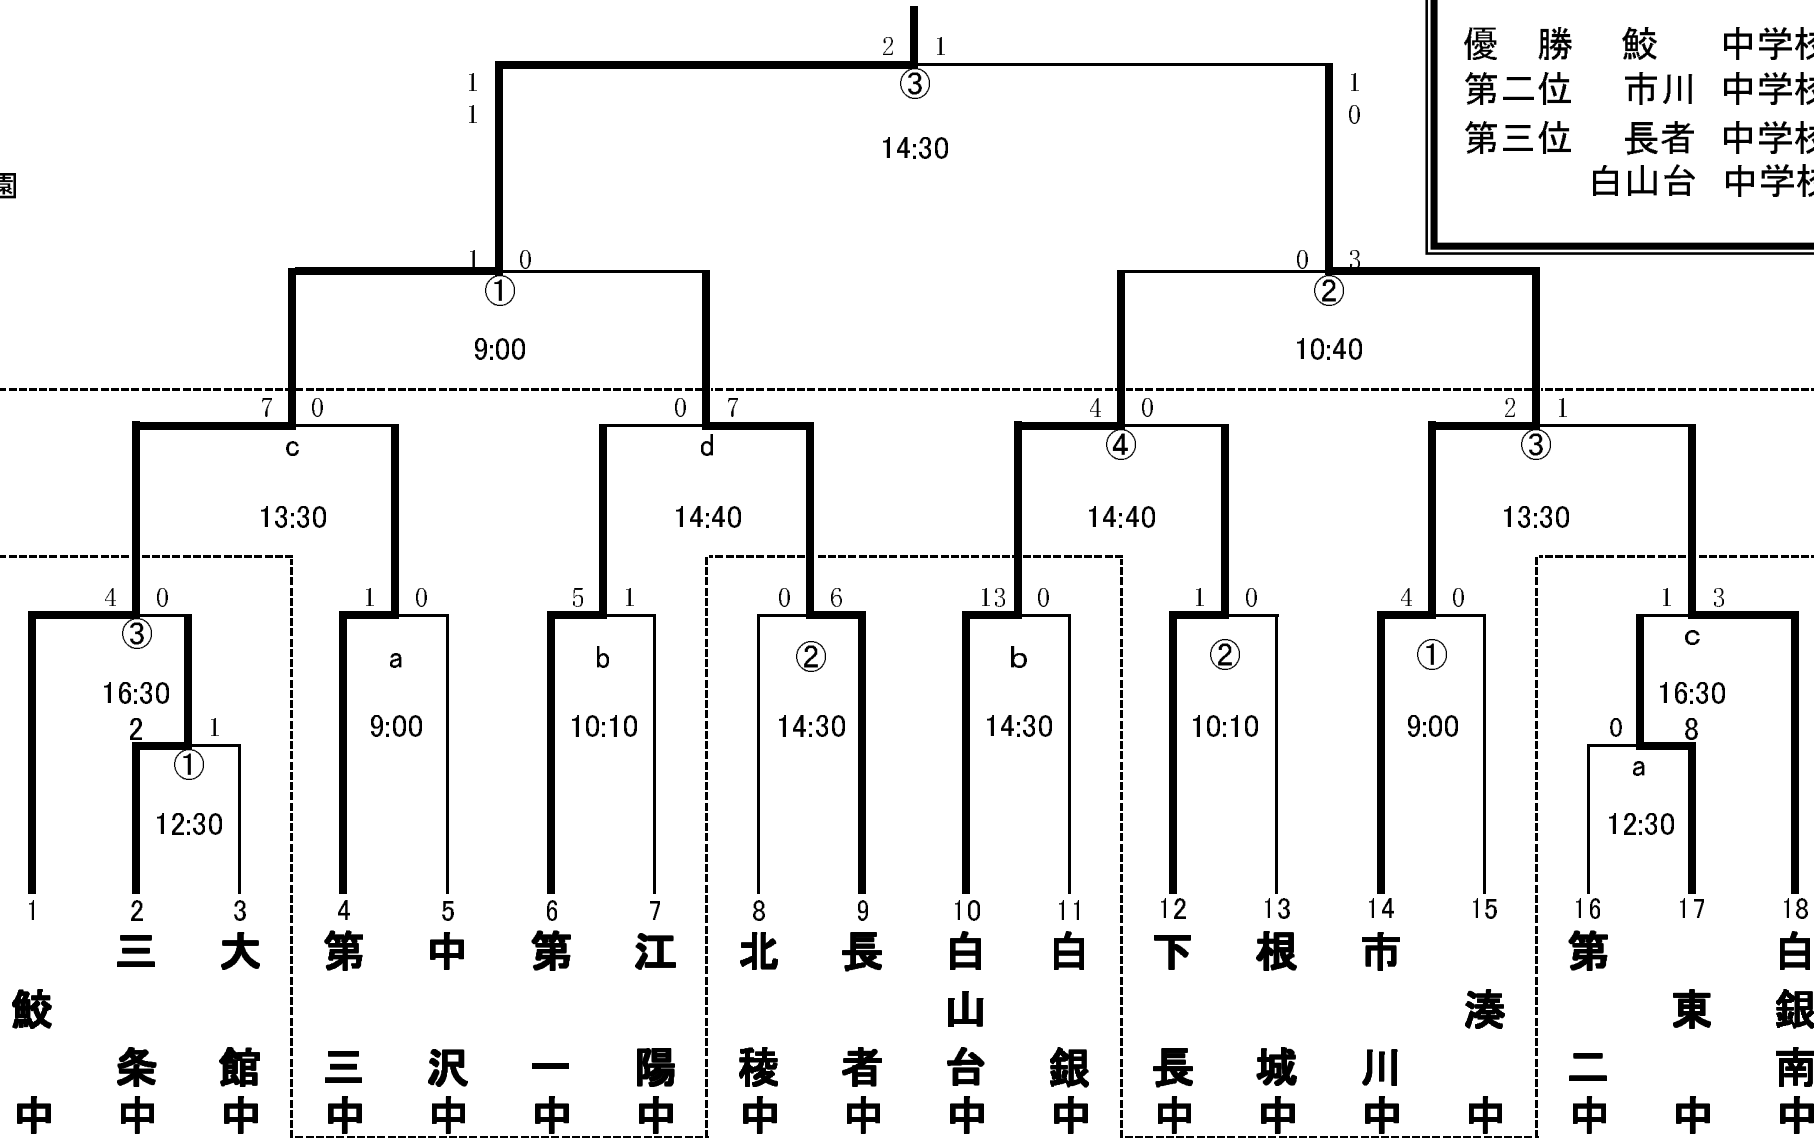 優 勝 鮫 中学校
第二位 市川 中学校
第三位 長者 中学校
白山台 中学校
園
2 1
③
1 1
1 0
14:30
1 0 0 3
① ②
9:00 10:40
7 0 0 7 4 0 2 1
c d ④ ③
13:30 14:40 14:40 13:30
4 0 1 0 5 1 0 6 13 0 1 0 4 0 1 3
③ a b ② b ② ① c
16:30 16:30
9:00 10:10 14:30 14:30 10:10 9:00
2 1 0 8
① a
12:30 12:30
1 2 3 4 5 6 7 8 9 10 11 12 13 14 15 16 17 18
鮫中
三条中
大館中
第三中
中沢中
第一中
江陽中
北稜中
長者中
白山台中
白銀中
下長中
根城中
市川中
湊中
第二中
東中
白銀南中